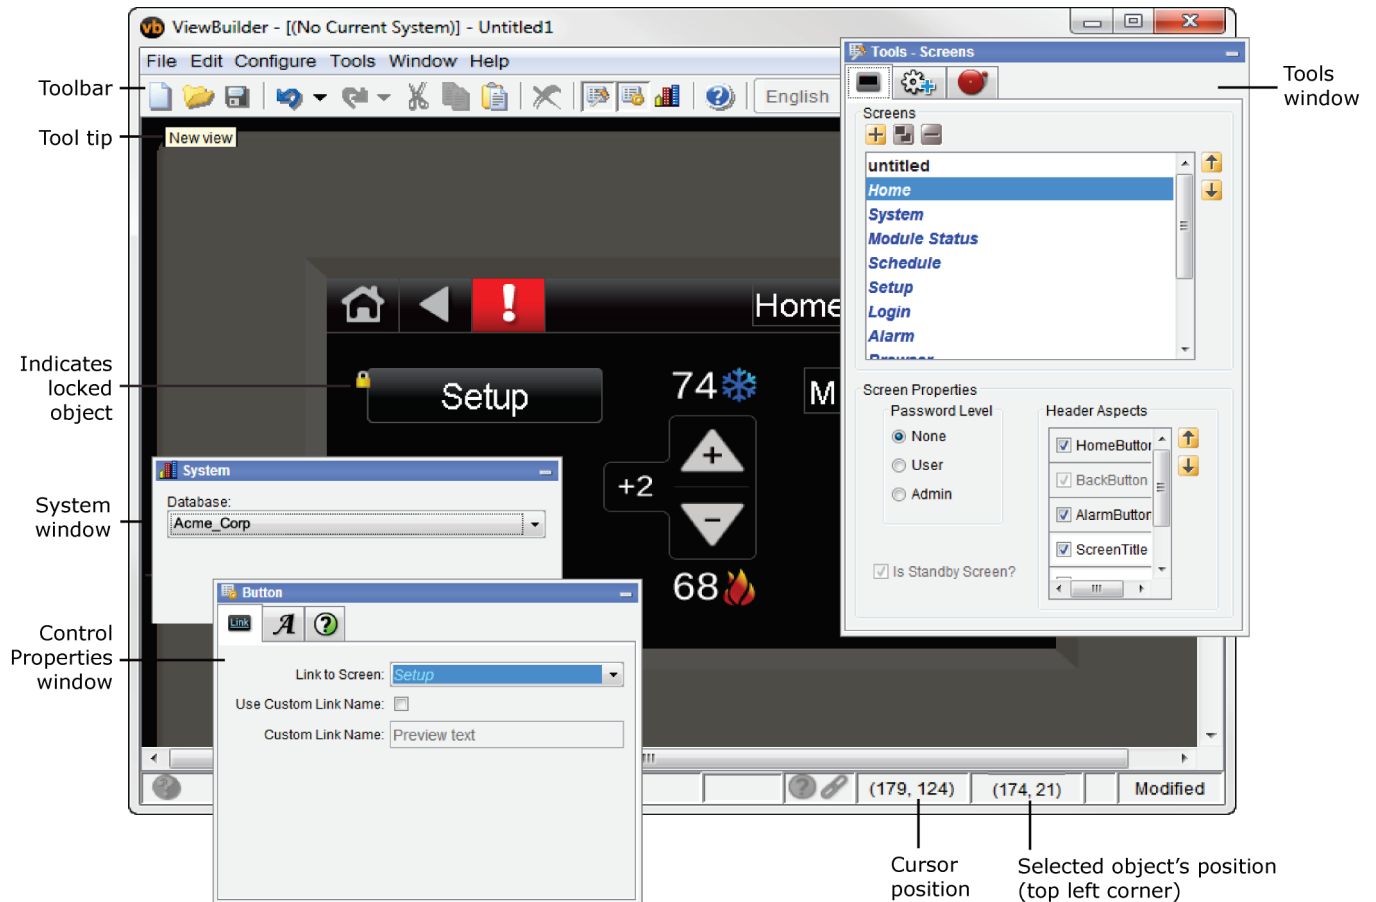 ViewBuilder - [(No Current System)] - Untitled1
File Edit Configure Tools Window Help
English
New view
Toolbar
Tool tip
Indicates
locked
object
System
window
Control
Properties
window
Tools
window
Home
Setup
74
M
+2
68
Tools - Screens
Screens
untitled
Home
System
Module Status
Schedule
Setup
Login
Alarm
Browser
Screen Properties
Password Level
None
User
Admin
Is Standby Screen?
Header Aspects
HomeButton
BackButton
AlarmButton
ScreenTitle
System
Database:
Acme_Corp
Button
Link
A
Link to Screen: Setup
Use Custom Link Name:
Custom Link Name: Preview text
(179, 124)
(174, 21)
Modified
Cursor
position
Selected object's position
(top left corner)